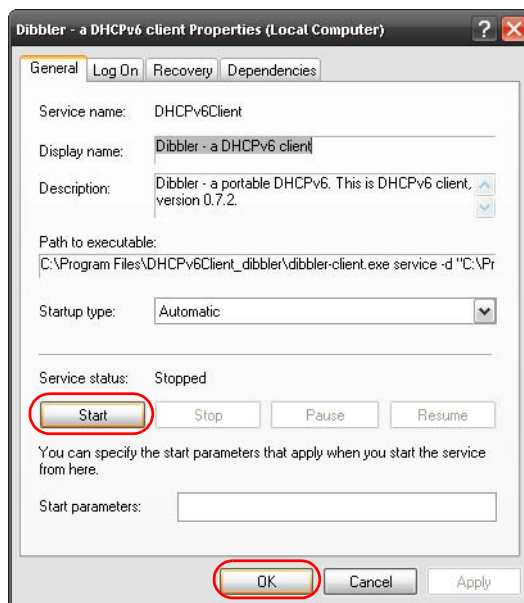 Dibbler - a DHCPv6 client Properties (Local Computer)
General Log On Recovery Dependencies
Service name: DHCPv6Client
Display name: Dibbler - a DHCPv6 client
Description: Dibbler - a portable DHCPv6. This is DHCPv6 client,
version 0.7.2.
Path to executable:
C:\Program Files\DHCPv6Client_dibbler\dibbler-client.exe service -d "C:\Pr
Startup type: Automatic
Service status: Stopped
Start Stop Pause Resume
You can specify the start parameters that apply when you start the service
from here.
Start parameters:
OK Cancel Apply